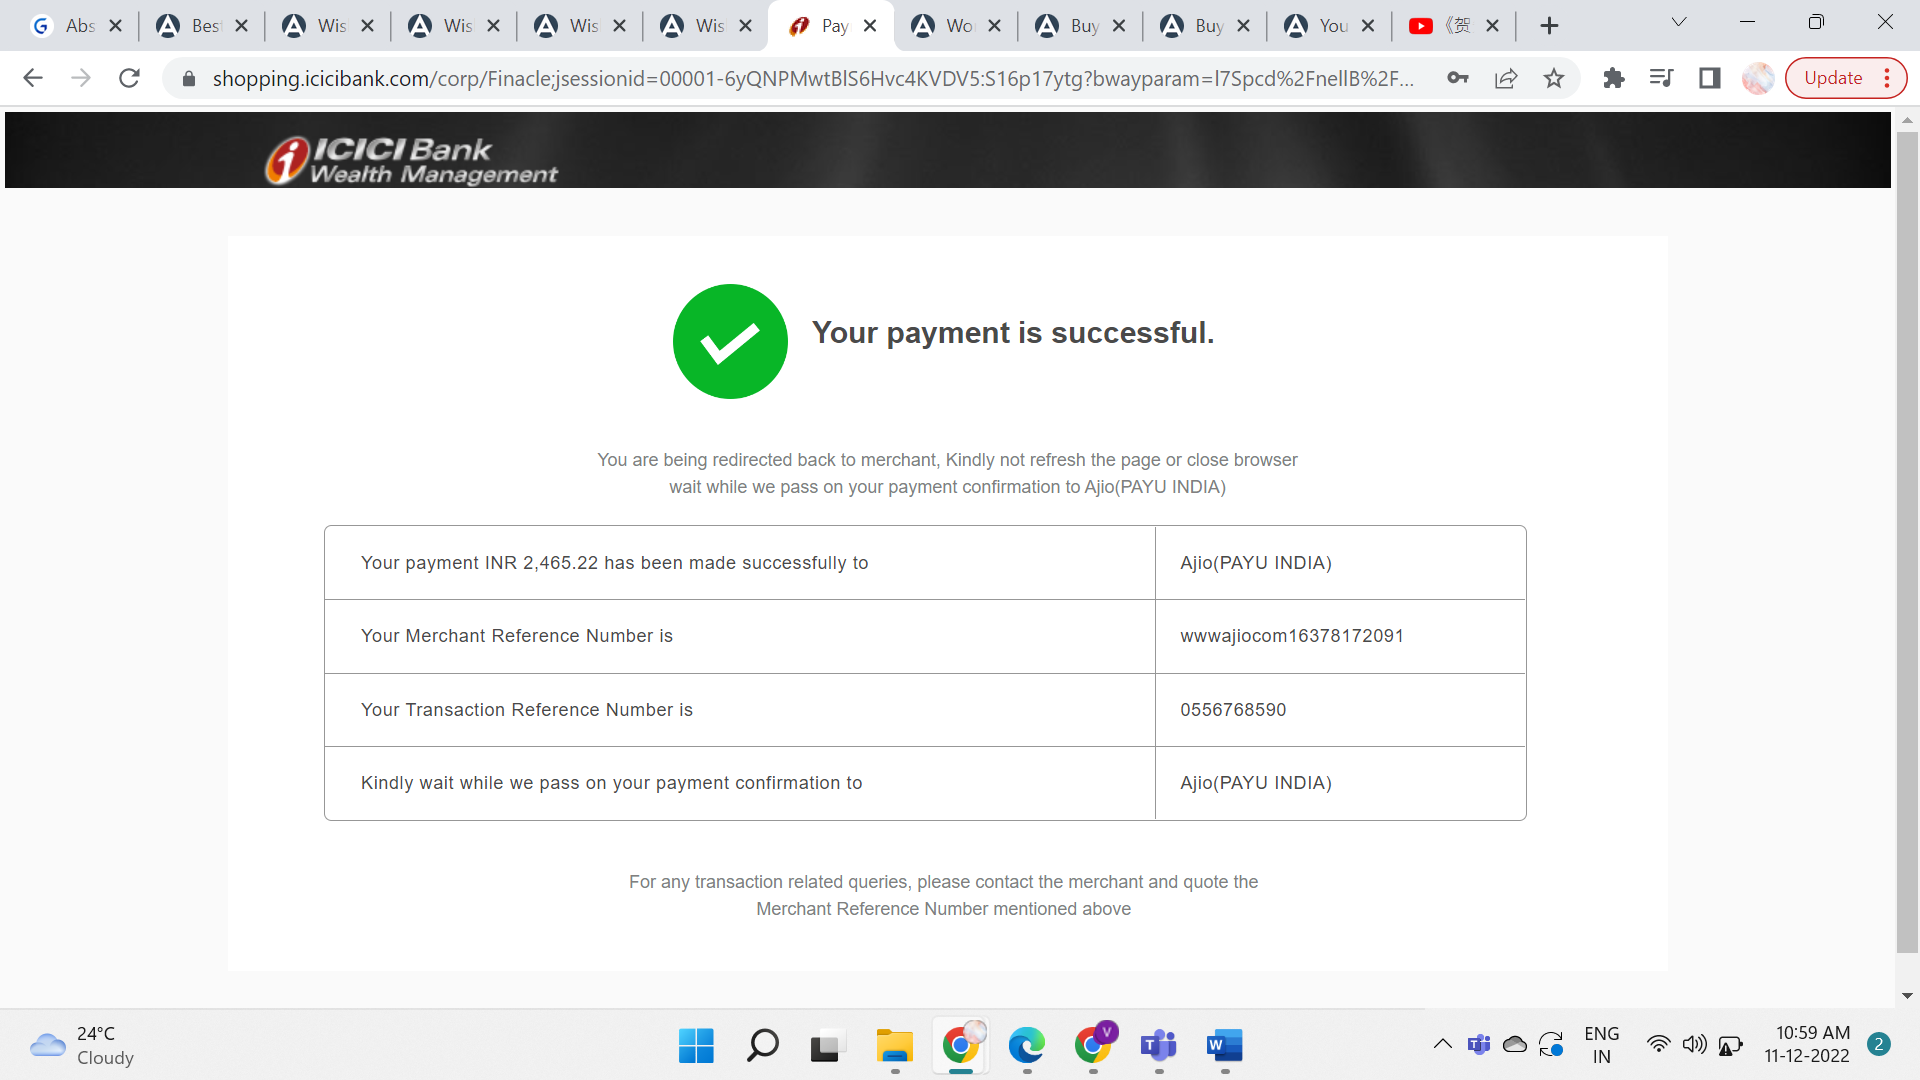 Abs
Best
Wis
Wis
Wis
Wis
Pay
Wo
Buy
Buy
You
《贺
shopping.icicibank.com/corp/Finacle;jsessionid=00001-6yQNPMwtBlS6Hvc4KVDV5:S16p17ytg?bwayparam=l7Spcd%2FnellB%2F...
Update
ICICI Bank
Wealth Management
Your payment is successful.
You are being redirected back to merchant, Kindly not refresh the page or close browser
wait while we pass on your payment confirmation to Ajio(PAYU INDIA)
Your payment INR 2,465.22 has been made successfully to
Ajio(PAYU INDIA)
Your Merchant Reference Number is
wwwajiocom16378172091
Your Transaction Reference Number is
0556768590
Kindly wait while we pass on your payment confirmation to
Ajio(PAYU INDIA)
For any transaction related queries, please contact the merchant and quote the
Merchant Reference Number mentioned above
24°C
Cloudy
V
ENG
IN
10:59 AM
11-12-2022
2